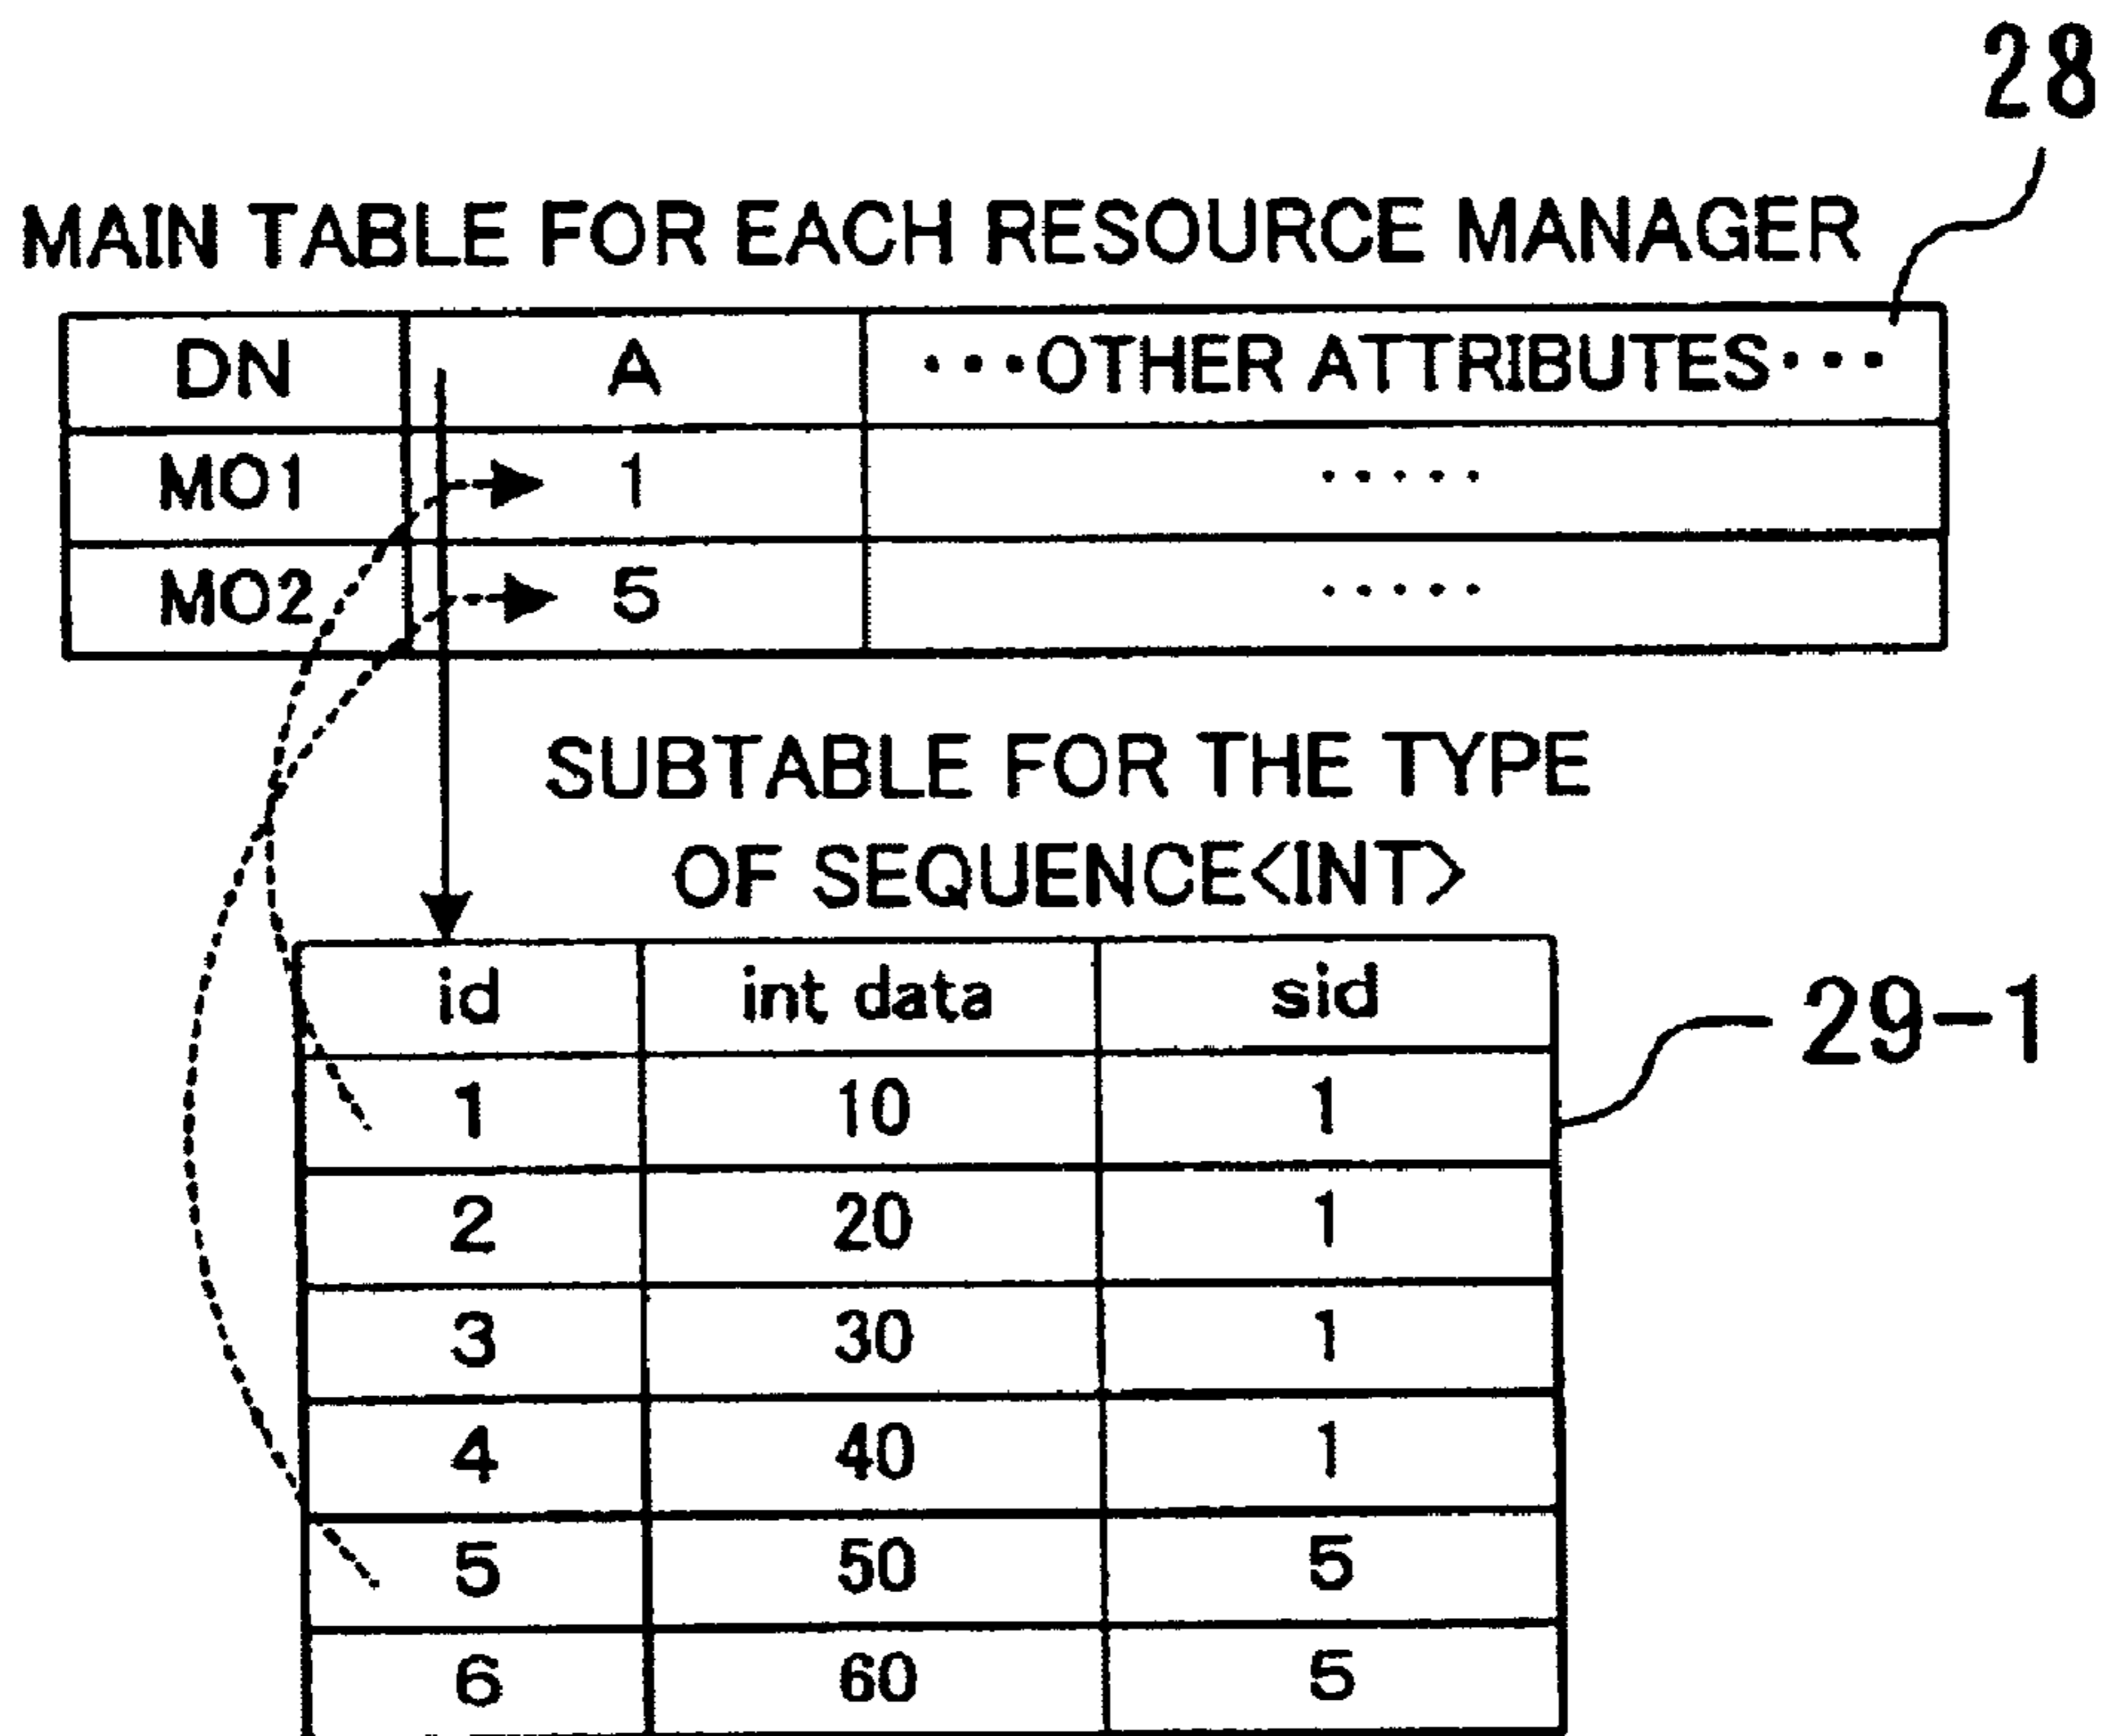 28
MAIN TABLE FOR EACH RESOURCE MANAGER
DN A ···OTHER ATTRIBUTES···
MO1 1 ·····
MO2 5 ·····
SUBTABLE FOR THE TYPE
OF SEQUENCE<INT>
id int data sid
29-1
1 10 1
2 20 1
3 30 1
4 40 1
5 50 5
6 60 5